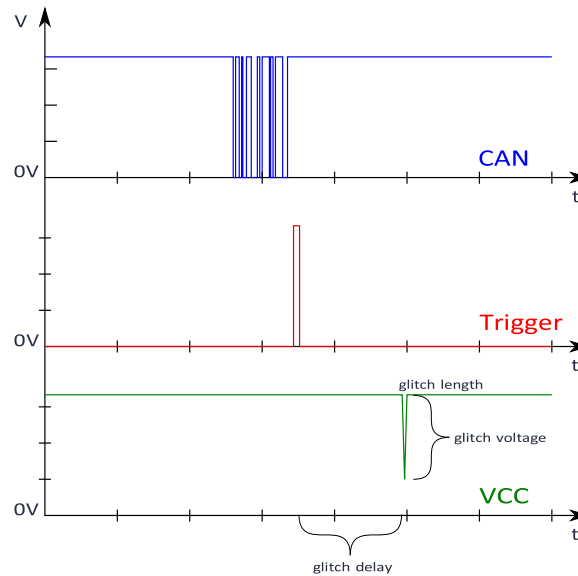 V
0V
CAN
t
0V
Trigger
t
glitch length
glitch voltage
VCC
0V
t
glitch delay